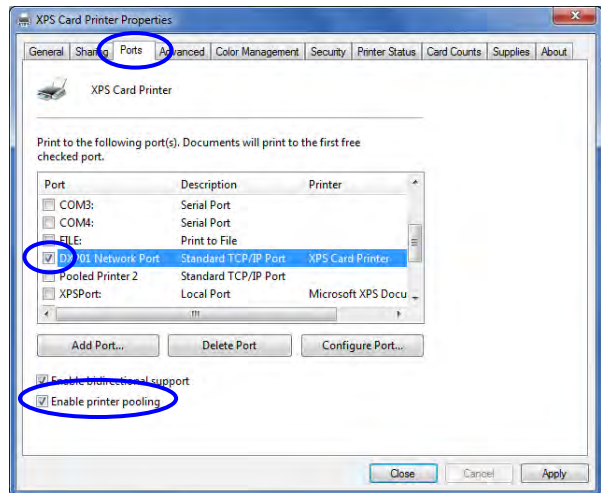 XPS Card Printer Properties
General Sharing Ports Advanced Color Management Security Printer Status Card Counts Supplies About
XPS Card Printer
Print to the following port(s). Documents will print to the first free
checked port.
Port Description Printer
COM3: Serial Port
COM4: Serial Port
FILE: Print to File
Network Port Standard TCP/IP Port XPS Card Printer
Pooled Printer 2 Standard TCP/IP Port
XPSPort: Local Port Microsoft XPS Docu
Add Port... Delete Port Configure Port...
Enable bidirectional support
Enable printer pooling
Close Cancel Apply